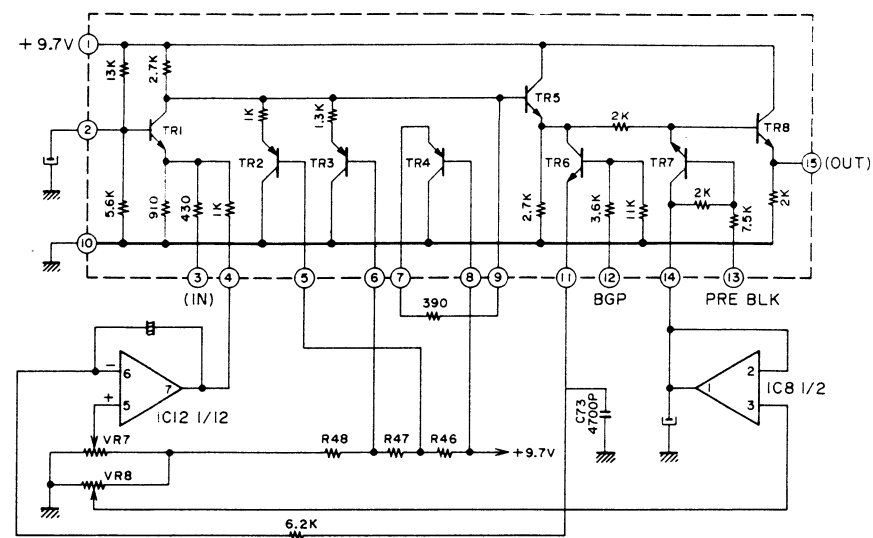 +9.7V 1
13K
2.7K
1K
1.3K
TR5
2K
TR8
2
TR1
TR2
TR3
TR4
TR6
TR7
15 (OUT)
5.6K
910
430
1K
2.7K
3.6K
11K
2K
7.5K
2K
10
3 4 5 6 7 8 9 11 12 14 13
(IN)
BGP
PRE BLK
390
6
-
7
+
5
IC12 1/12
2
1
3
IC8 1/2
C73
4700P
VR7
R48
R47
R46
+9.7V
VR8
6.2K